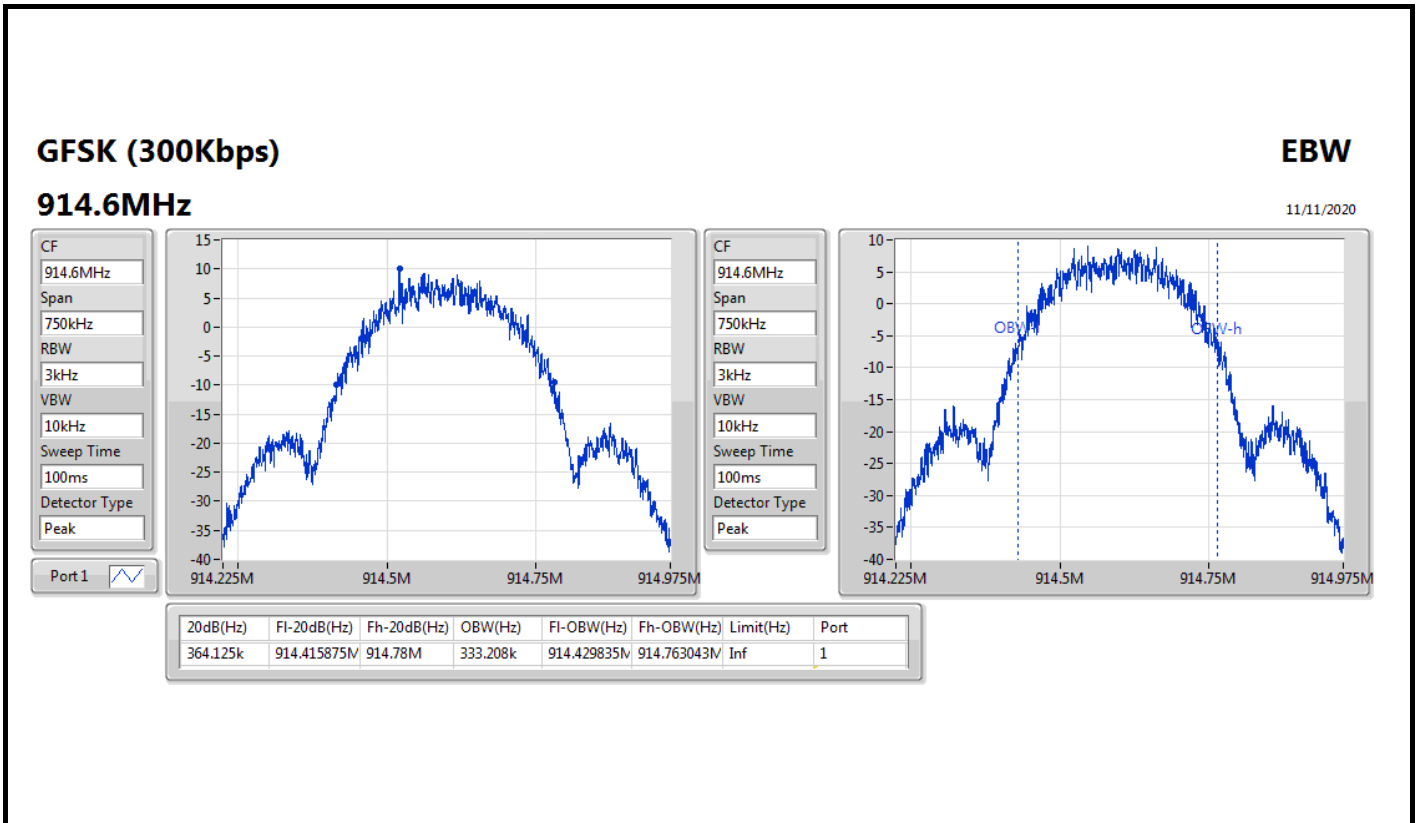 GFSK (300Kbps)
EBW
914.6MHz
11/11/2020
CF
914.6MHz
Span
750kHz
RBW
3kHz
VBW
10kHz
Sweep Time
100ms
Detector Type
Peak
Port 1
15
10
5
0
-5
-10
-15
-20
-25
-30
-35
-40
914.225M 914.5M 914.75M 914.975M
CF
914.6MHz
Span
750kHz
RBW
3kHz
VBW
10kHz
Sweep Time
100ms
Detector Type
Peak
10
5
0
-5
-10
-15
-20
-25
-30
-35
-40
OBW-h
914.225M 914.5M 914.75M 914.975M
20dB(Hz) Fl-20dB(Hz) Fh-20dB(Hz) OBW(Hz) Fl-OBW(Hz) Fh-OBW(Hz) Limit(Hz) Port
364.125k 914.415875M 914.78M 333.208k 914.429835M 914.763043M Inf 1